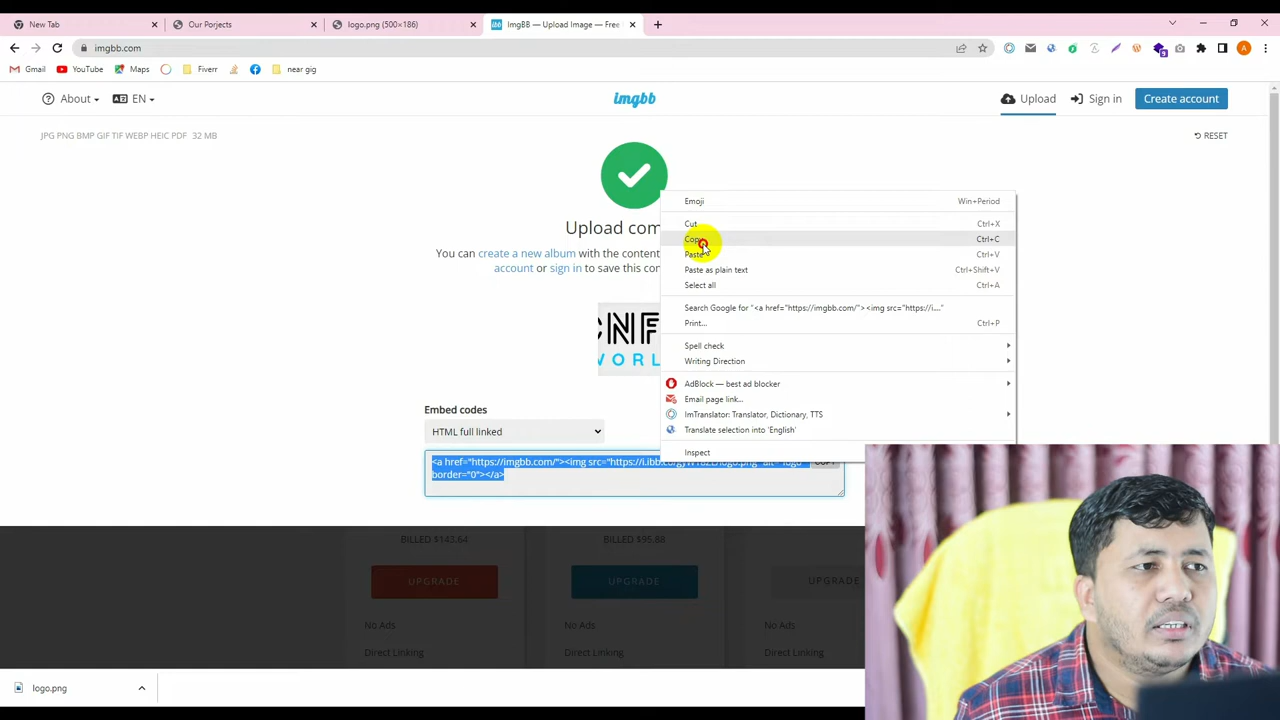 New Tab
Our Porjects
logo.png (500×186)
ImgBB — Upload Image — Free
imgbb.com
Gmail
YouTube
Maps
Fiverr
near gig
About
EN
imgbb
Upload
Sign in
Create account
JPG PNG BMP GIF TIF WEBP HEIC PDF 32 MB
RESET
Upload com
You can create a new album with the content
account or sign in to save this con
CNF
WORL
Emoji Win+Period
Cut Ctrl+X
Copy Ctrl+C
Paste Ctrl+V
Paste as plain text Ctrl+Shift+V
Select all Ctrl+A
Search Google for "<a href="https://imgbb.com/"><img src="https://i...."
Print... Ctrl+P
Spell check
Writing Direction
AdBlock — best ad blocker
Email page link...
ImTranslator: Translator, Dictionary, TTS
Translate selection into 'English'
Inspect
Embed codes
HTML full linked
<a href="https://imgbb.com/"><img src="https://i.ibb.co/
border="0"></a>
BILLED $143.64
BILLED $95.88
UPGRADE
UPGRADE
UPGRADE
No Ads
No Ads
No Ads
Direct Linking
Direct Linking
Direct Linking
logo.png